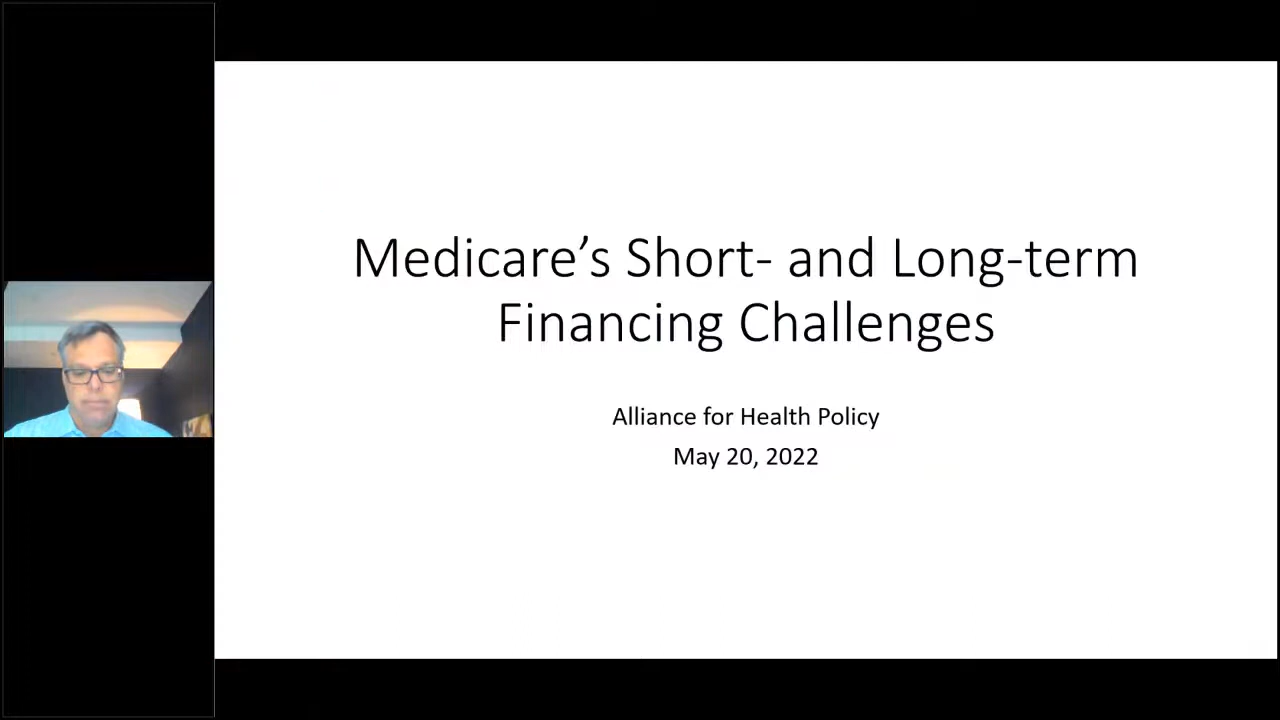 Medicare’s Short- and Long-term
Financing Challenges
Alliance for Health Policy
May 20, 2022